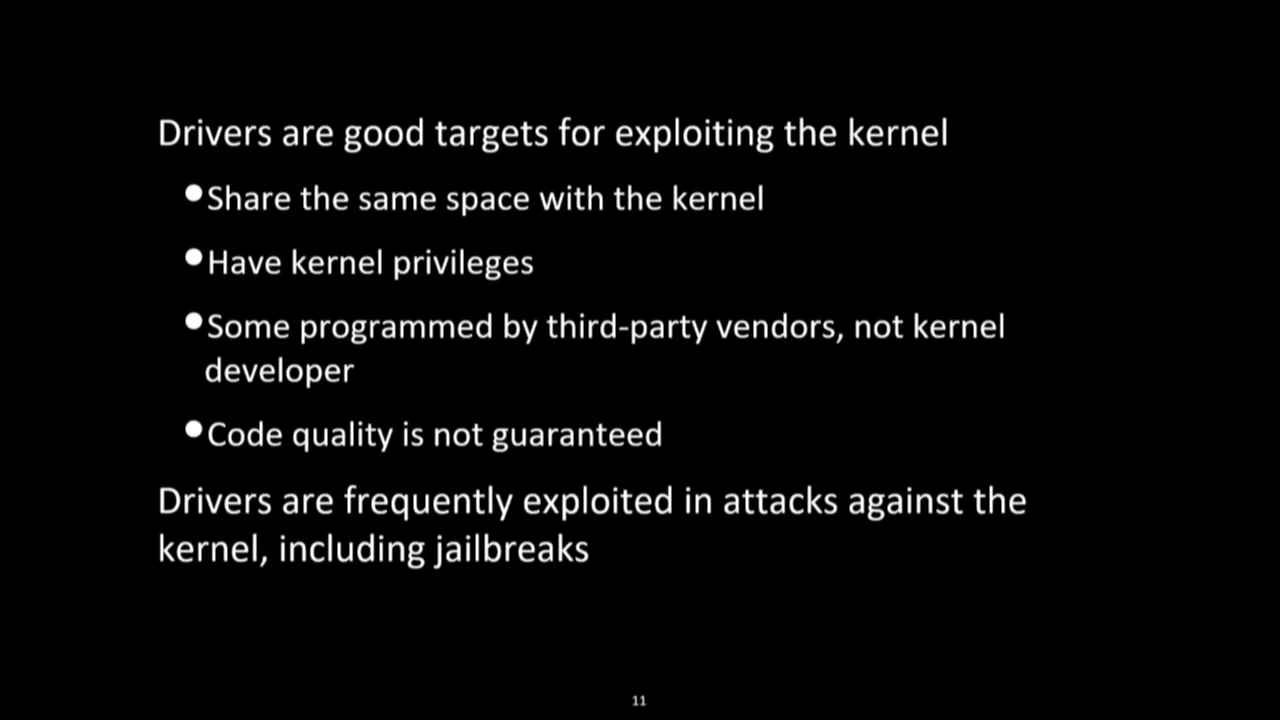 Drivers are good targets for exploiting the kernel
•Share the same space with the kernel
•Have kernel privileges
•Some programmed by third-party vendors, not kernel
developer
•Code quality is not guaranteed
Drivers are frequently exploited in attacks against the
kernel, including jailbreaks
11